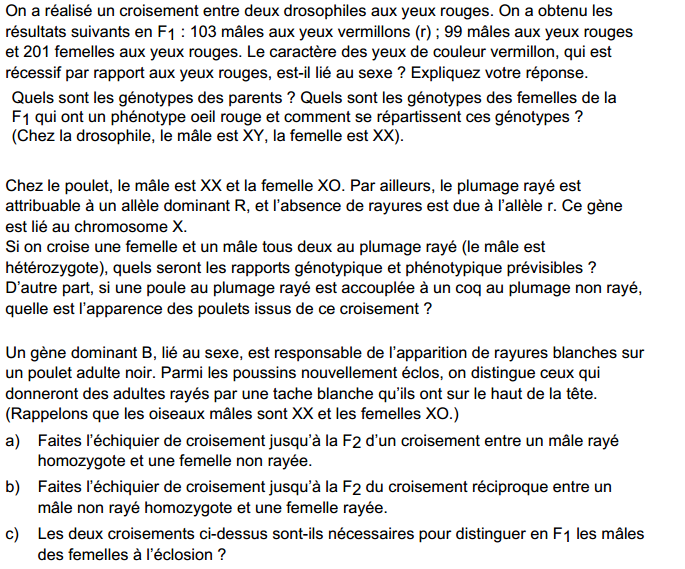 On a réalisé un croisement entre deux drosophiles aux yeux rouges. On a obtenu les
résultats suivants en F1 : 103 mâles aux yeux vermillons (r) ; 99 mâles aux yeux rouges
et 201 femelles aux yeux rouges. Le caractère des yeux de couleur vermillon, qui est
récessif par rapport aux yeux rouges, est-il lié au sexe ? Expliquez votre réponse.
Quels sont les génotypes des parents ? Quels sont les génotypes des femelles de la
F1 qui ont un phénotype oeil rouge et comment se répartissent ces génotypes ?
(Chez la drosophile, le mâle est XY, la femelle est XX).
Chez le poulet, le mâle est XX et la femelle XO. Par ailleurs, le plumage rayé est
attribuable à un allèle dominant R, et l'absence de rayures est due à l'allèle r. Ce gène
est lié au chromosome X.
Si on croise une femelle et un mâle tous deux au plumage rayé (le mâle est
hétérozygote), quels seront les rapports génotypique et phénotypique prévisibles ?
D'autre part, si une poule au plumage rayé est accouplée à un coq au plumage non rayé,
quelle est l'apparence des poulets issus de ce croisement ?
Un gène dominant B, lié au sexe, est responsable de l'apparition de rayures blanches sur
un poulet adulte noir. Parmi les poussins nouvellement éclos, on distingue ceux qui
donneront des adultes rayés par une tache blanche qu'ils ont sur le haut de la tête.
(Rappelons que les oiseaux mâles sont XX et les femelles XO.)
a) Faites l'échiquier de croisement jusqu'à la F2 d'un croisement entre un mâle rayé
homozygote et une femelle non rayée.
b) Faites l'échiquier de croisement jusqu'à la F2 du croisement réciproque entre un
mâle non rayé homozygote et une femelle rayée.
c) Les deux croisements ci-dessus sont-ils nécessaires pour distinguer en F1 les mâles
des femelles à l'éclosion ?